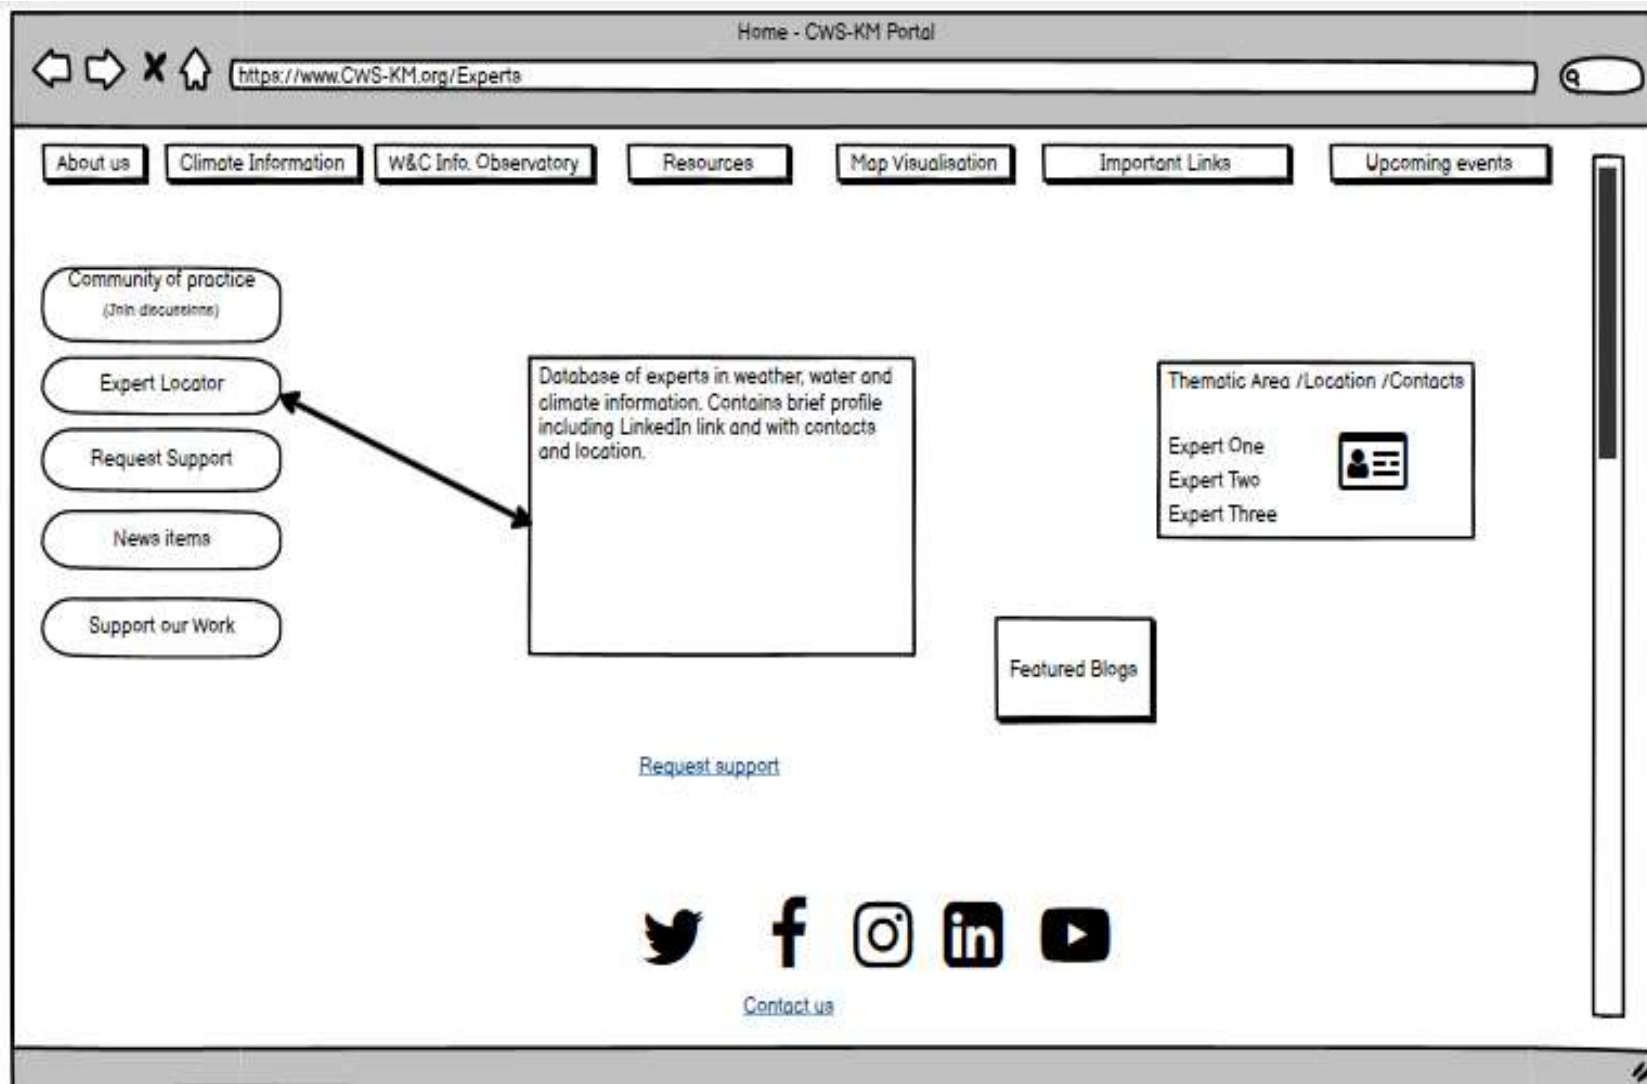 Home - CWS-KM Portal
https://www.CWS-KM.org/Experts
About us
Climate Information
W&C Info. Observatory
Resources
Map Visualisation
Important Links
Upcoming events
Community of practice
(Join discussions)
Expert Locator
Request Support
News items
Support our Work
Database of experts in weather, water and
climate information. Contains brief profile
including LinkedIn link and with contacts
and location.
Thematic Area /Location /Contacts
Expert One
Expert Two
Expert Three
Featured Blogs
Request support
in
Contact us